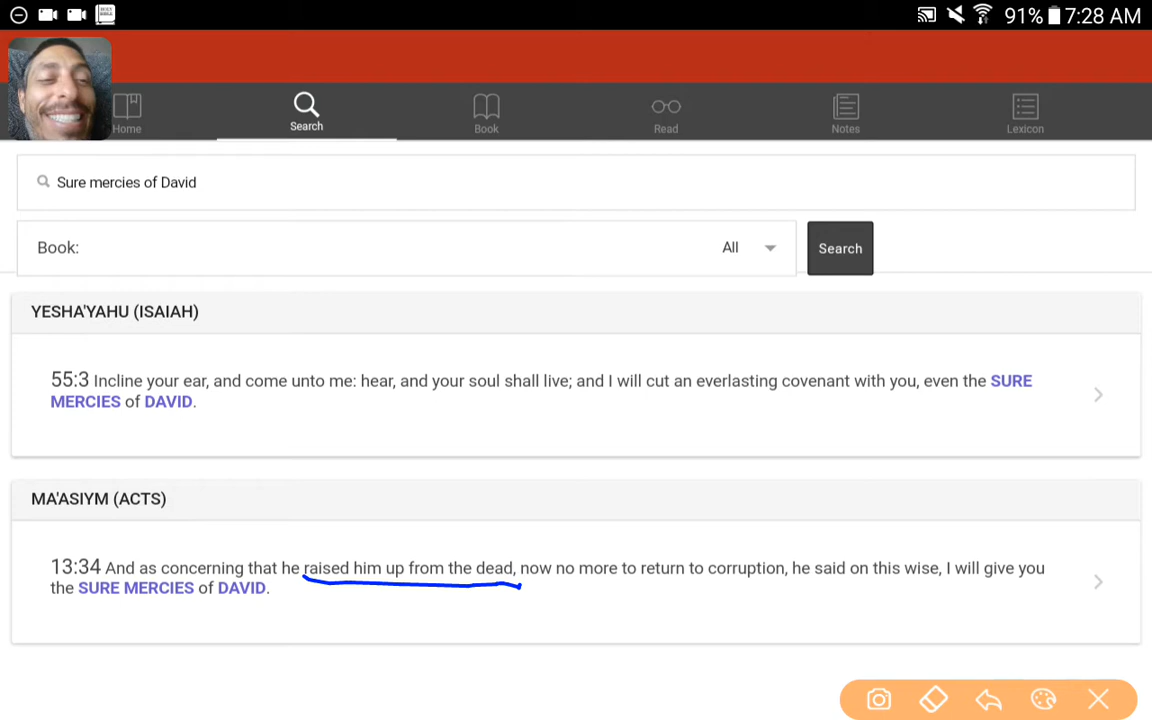 91% 7:28 AM
Home Search Book Read Notes Lexicon
Sure mercies of David
Book: All Search
YESHA'YAHU (ISAIAH)
55:3 Incline your ear, and come unto me: hear, and your soul shall live; and I will cut an everlasting covenant with you, even the SURE
MERCIES of DAVID.
MA'ASIYM (ACTS)
13:34 And as concerning that he raised him up from the dead, now no more to return to corruption, he said on this wise, I will give you
the SURE MERCIES of DAVID.